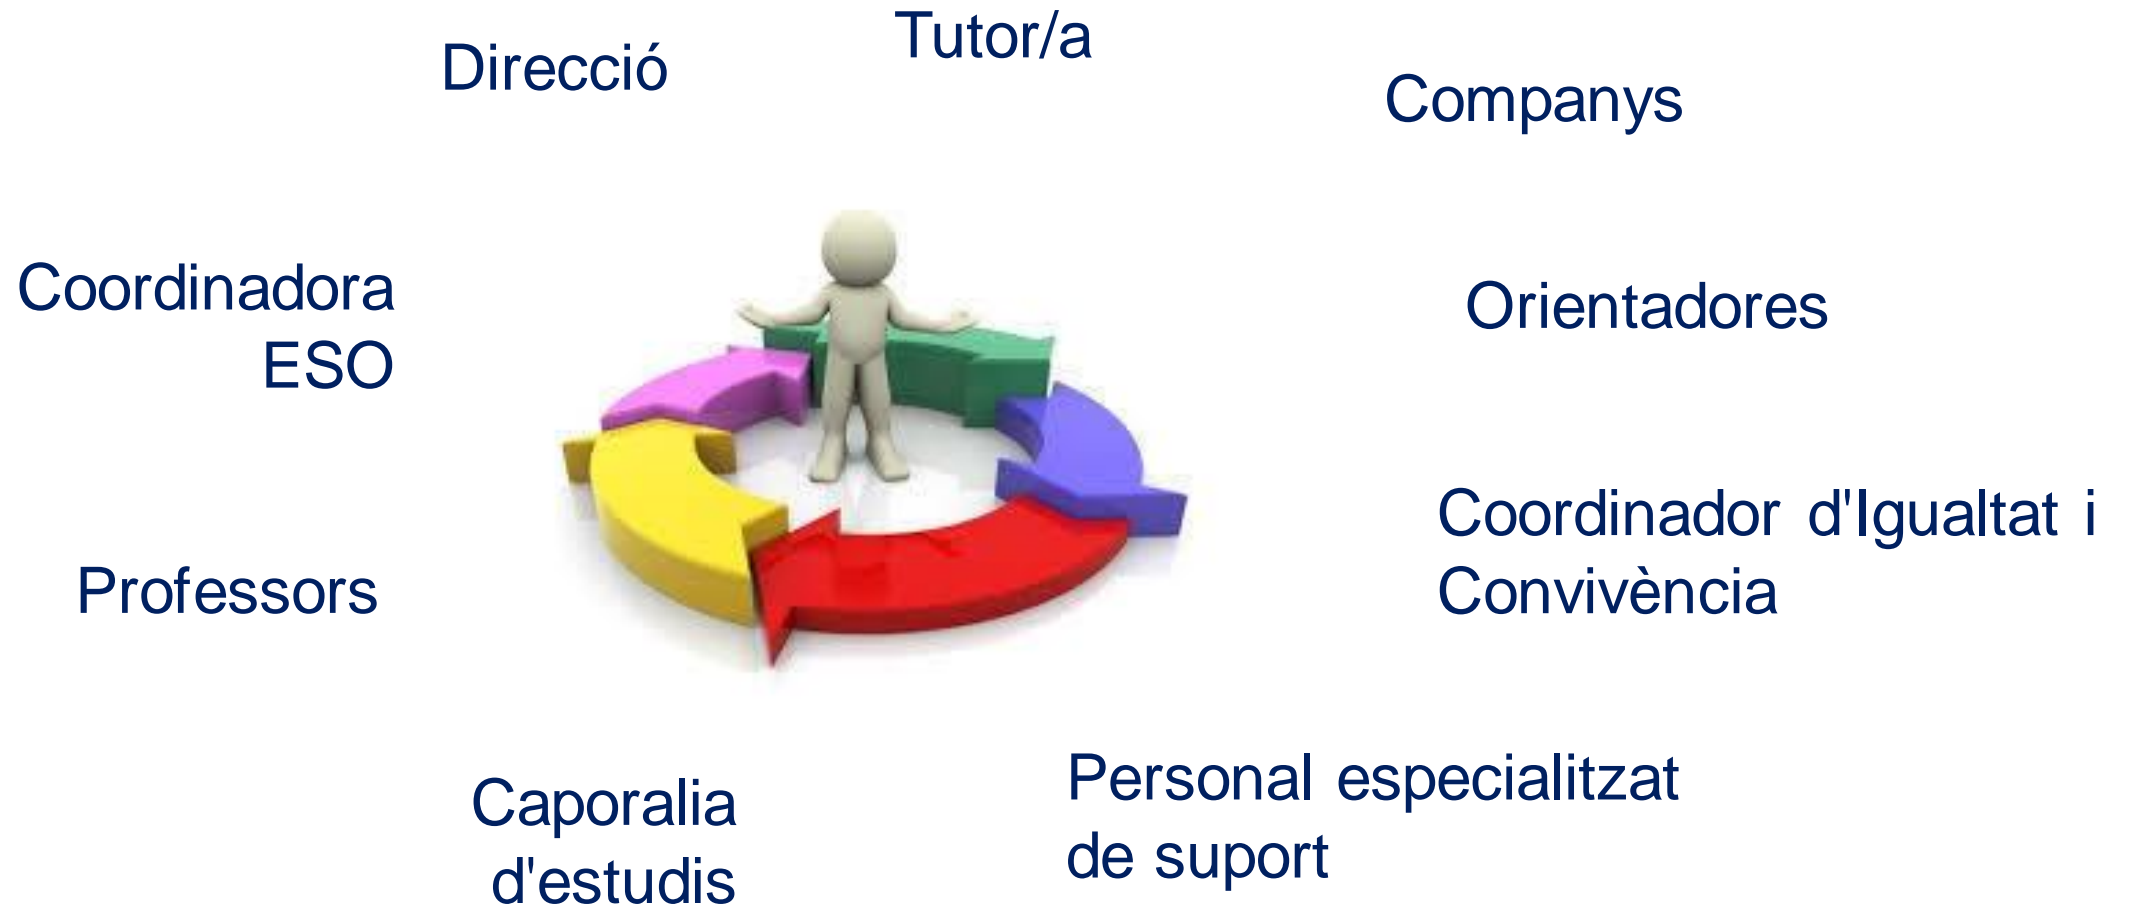 Tutor/a
Direcció
Companys
Coordinadora
ESO
Orientadores
Coordinador d'Igualtat i
Convivència
Professors
Personal especialitzat
de suport
Caporalia
d'estudis